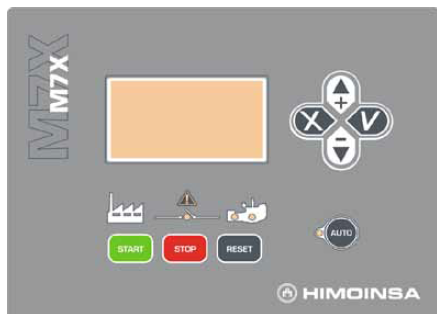 M7X
M7X
+
X
V
−
START
STOP
RESET
AUTO
HIMOINSA